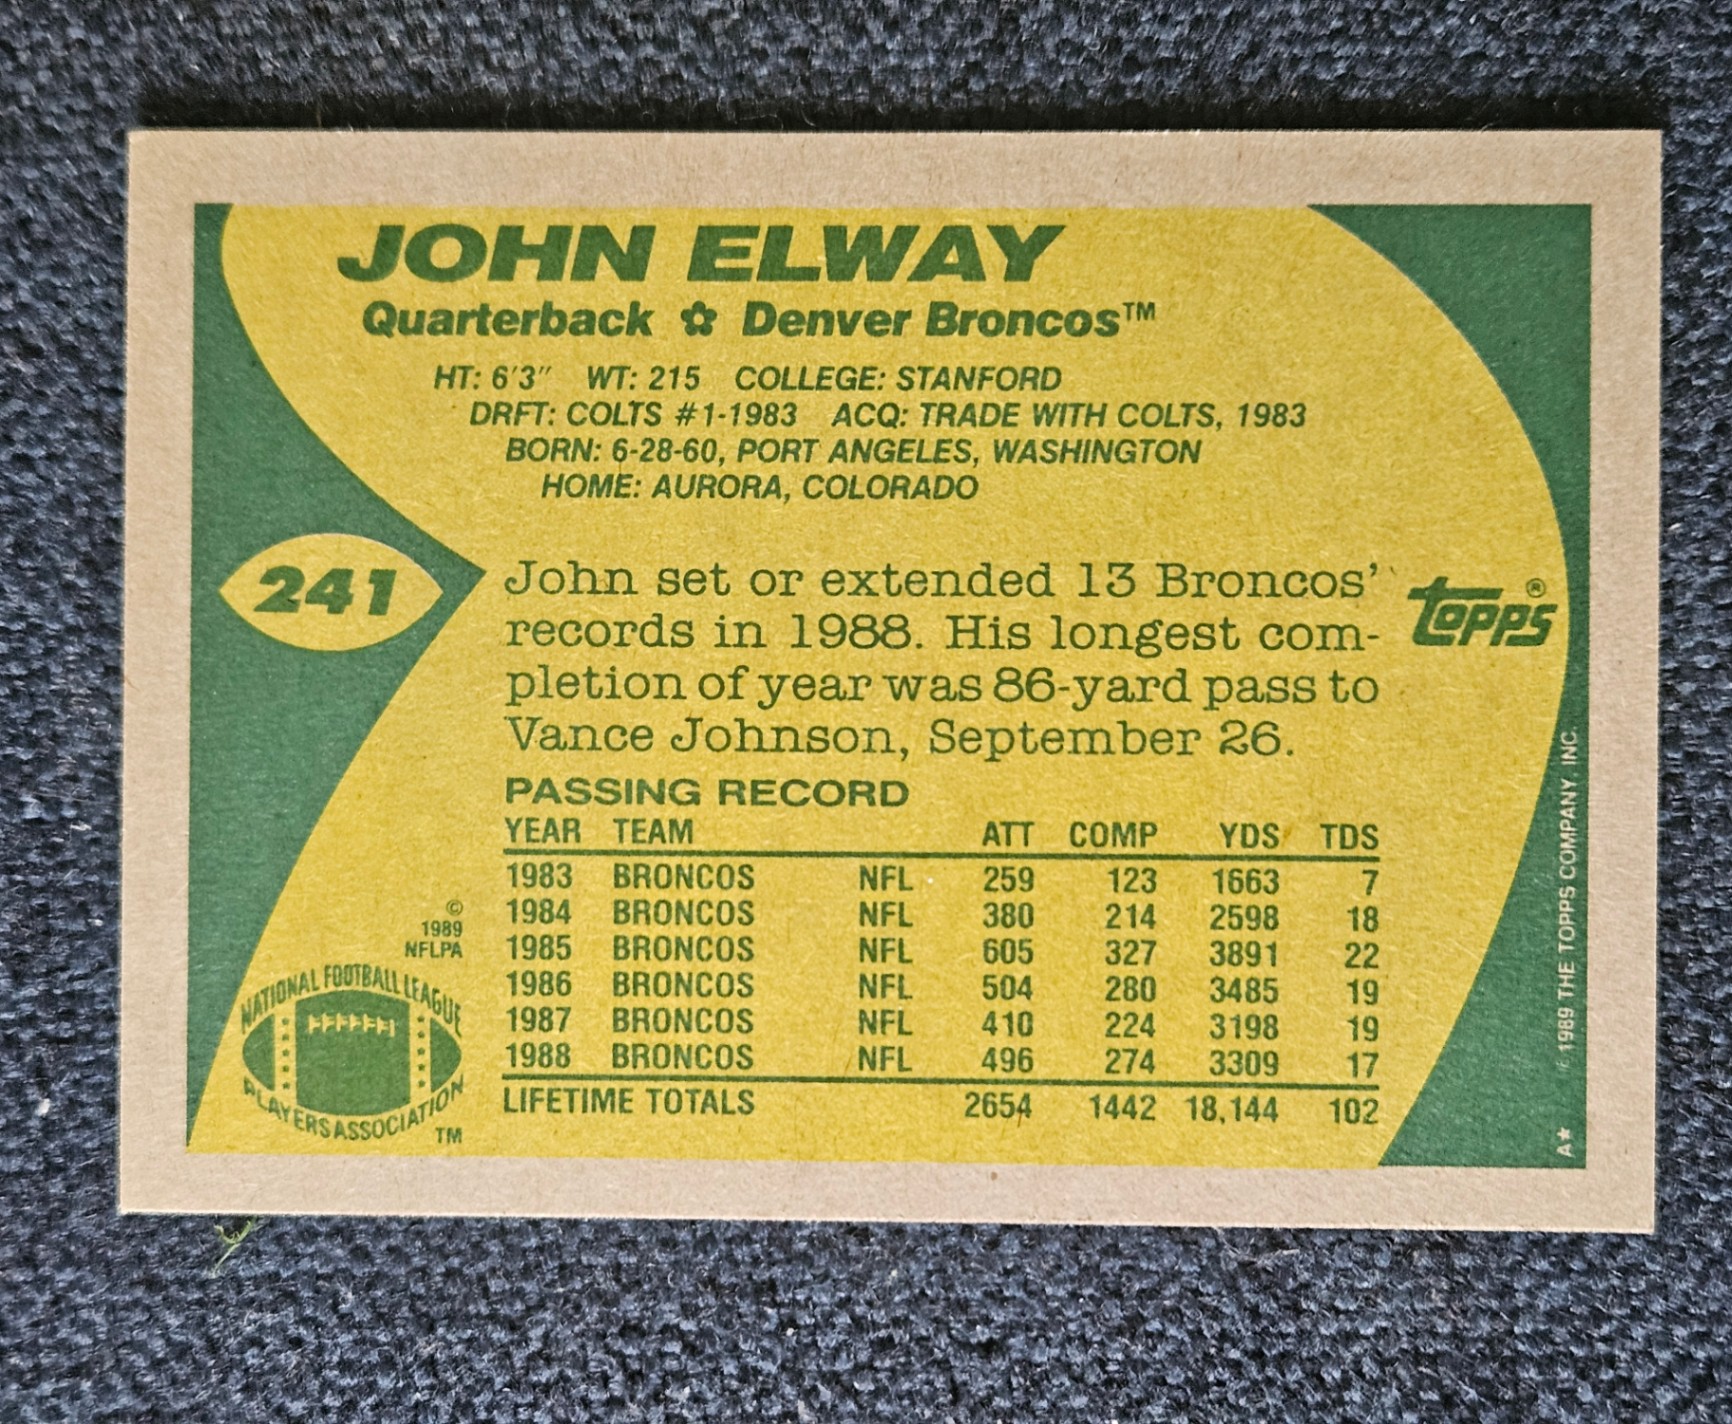 JOHN ELWAY
Quarterback ✿ Denver Broncos™
HT: 6'3" WT: 215 COLLEGE: STANFORD
DRFT: COLTS #1-1983 ACQ: TRADE WITH COLTS, 1983
BORN: 6-28-60, PORT ANGELES, WASHINGTON
HOME: AURORA, COLORADO
241
John set or extended 13 Broncos'
records in 1988. His longest com-
pletion of year was 86-yard pass to
Vance Johnson, September 26.
topps®
PASSING RECORD
YEAR TEAM ATT COMP YDS TDS
1983 BRONCOS NFL 259 123 1663 7
1984 BRONCOS NFL 380 214 2598 18
1985 BRONCOS NFL 605 327 3891 22
1986 BRONCOS NFL 504 280 3485 19
1987 BRONCOS NFL 410 224 3198 19
1988 BRONCOS NFL 496 274 3309 17
LIFETIME TOTALS 2654 1442 18,144 102
©
1989
NFLPA
NATIONAL FOOTBALL LEAGUE
PLAYERS ASSOCIATION
TM
© 1989 THE TOPPS COMPANY, INC.
A★